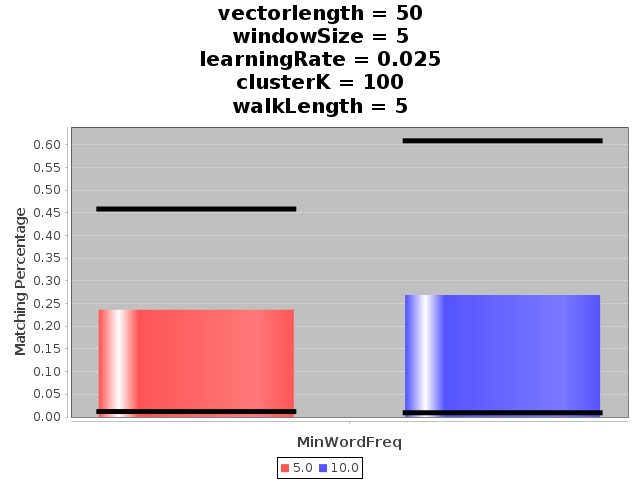 vectorlength = 50
windowSize = 5
learningRate = 0.025
clusterK = 100
walkLength = 5
0.60
0.55
0.50
0.45
0.40
0.35
0.30
0.25
0.20
0.15
0.10
0.05
0.00
Matching Percentage
MinWordFreq
5.0 10.0